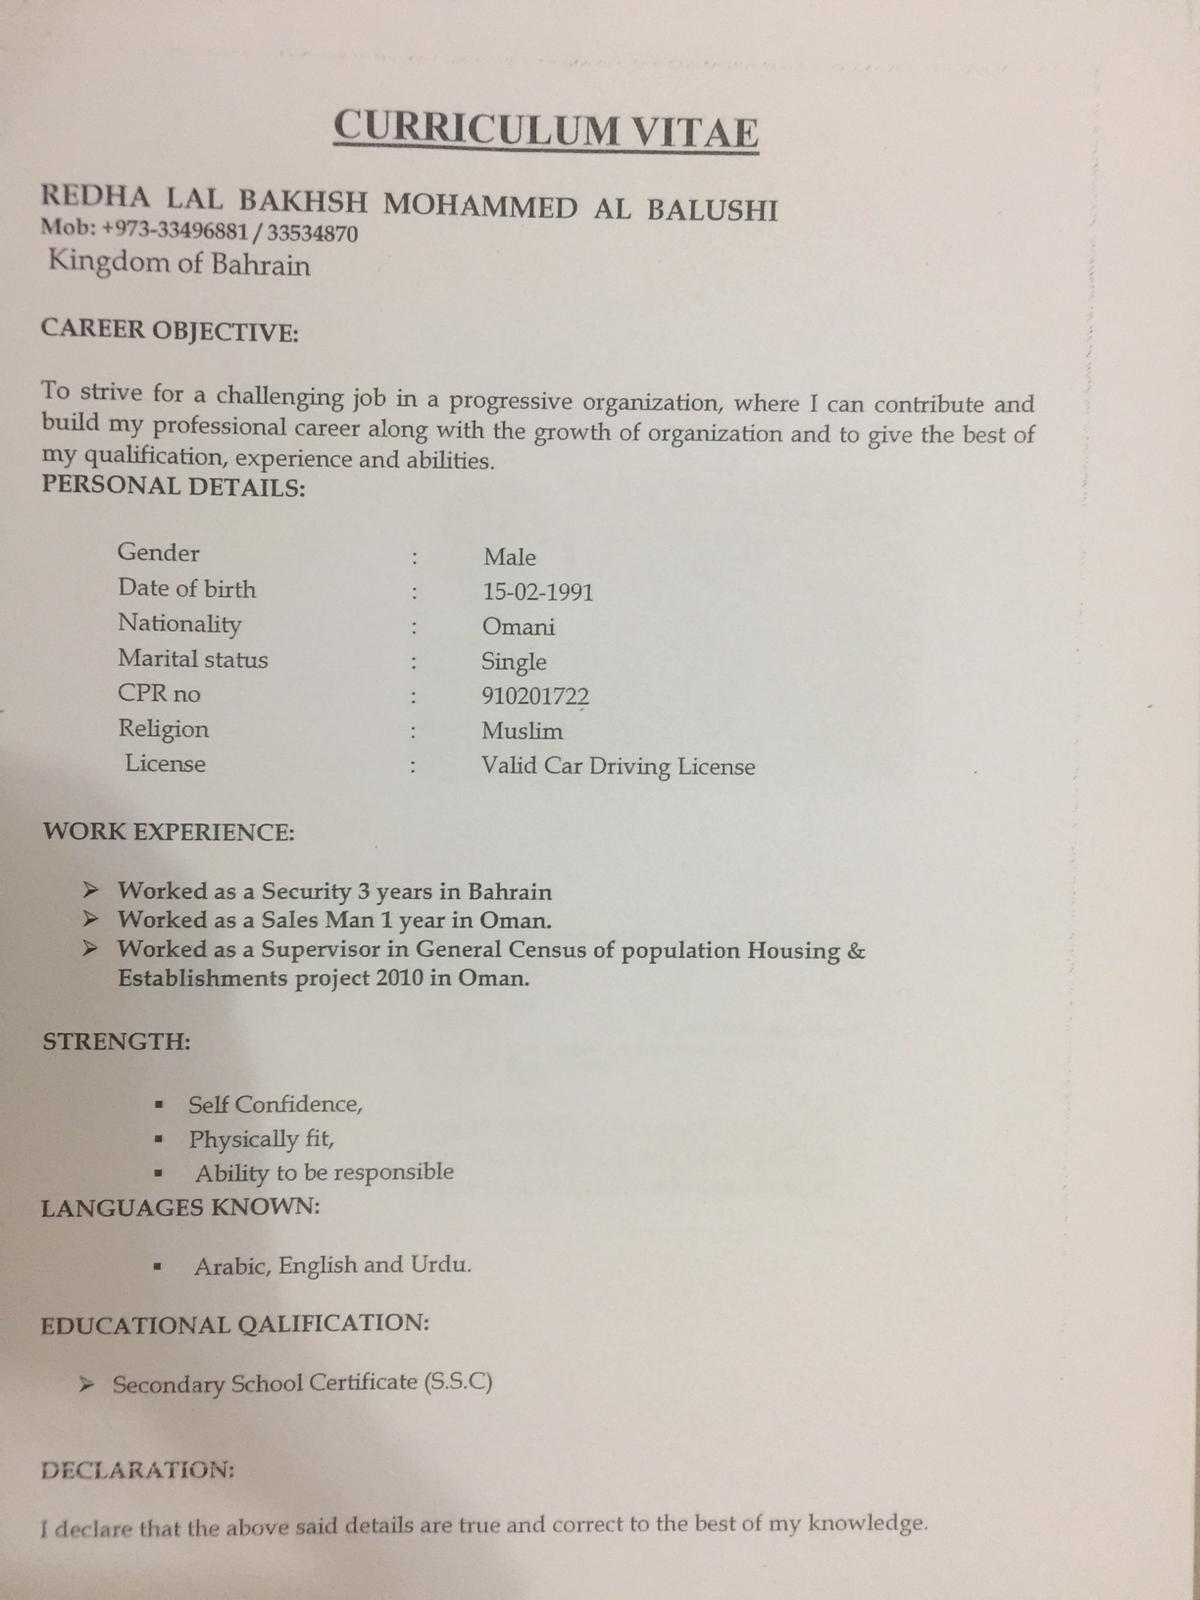 CURRICULUM VITAE
REDHA LAL BAKHSH MOHAMMED AL BALUSHI
Mob: +973-33496881 / 33534870
Kingdom of Bahrain
CAREER OBJECTIVE:
To strive for a challenging job in a progressive organization, where I can contribute and
build my professional career along with the growth of organization and to give the best of
my qualification, experience and abilities.
PERSONAL DETAILS:
Gender : Male
Date of birth : 15-02-1991
Nationality : Omani
Marital status : Single
CPR no : 910201722
Religion : Muslim
License : Valid Car Driving License
WORK EXPERIENCE:
➢ Worked as a Security 3 years in Bahrain
➢ Worked as a Sales Man 1 year in Oman.
➢ Worked as a Supervisor in General Census of population Housing &
Establishments project 2010 in Oman.
STRENGTH:
▪ Self Confidence,
▪ Physically fit,
▪ Ability to be responsible
LANGUAGES KNOWN:
▪ Arabic, English and Urdu.
EDUCATIONAL QALIFICATION:
➢ Secondary School Certificate (S.S.C)
DECLARATION:
I declare that the above said details are true and correct to the best of my knowledge.